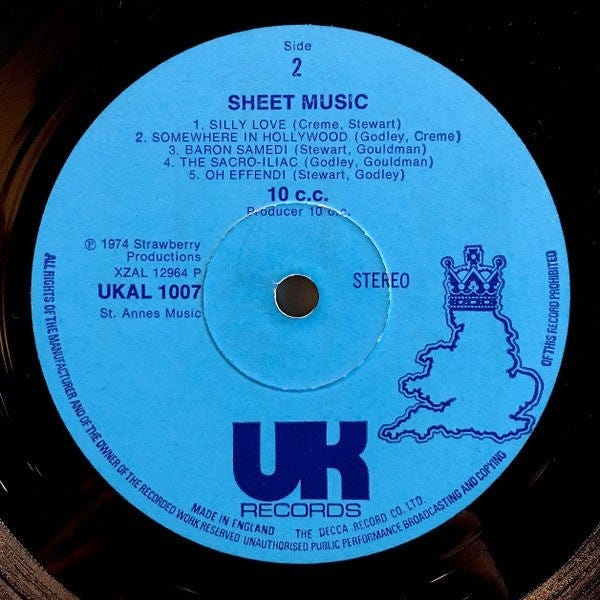 Side
2
SHEET MUSiC
1. SILLY LOVE (Creme, Stewart)
2. SOMEWHERE IN HOLLYWOOD (Godley, Creme)
3. BARON SAMEDI (Stewart, Gouldman)
4. THE SACRO-ILIAC (Godley, Gouldman)
5. OH EFFENDI (Stewart, Godley)
10 c.c.
Producer 10 c.c.
℗ 1974 Strawberry
Productions
XZAL 12964 P
UKAL 1007
St. Annes Music
STEREO
UK
RECORDS
MADE IN ENGLAND
THE DECCA RECORD CO. LTD.
ALL RIGHTS OF THE MANUFACTURER AND OF THE OWNER OF THE RECORDED WORK RESERVED UNAUTHORISED PUBLIC PERFORMANCE BROADCASTING AND COPYING OF THIS RECORD PROHIBITED